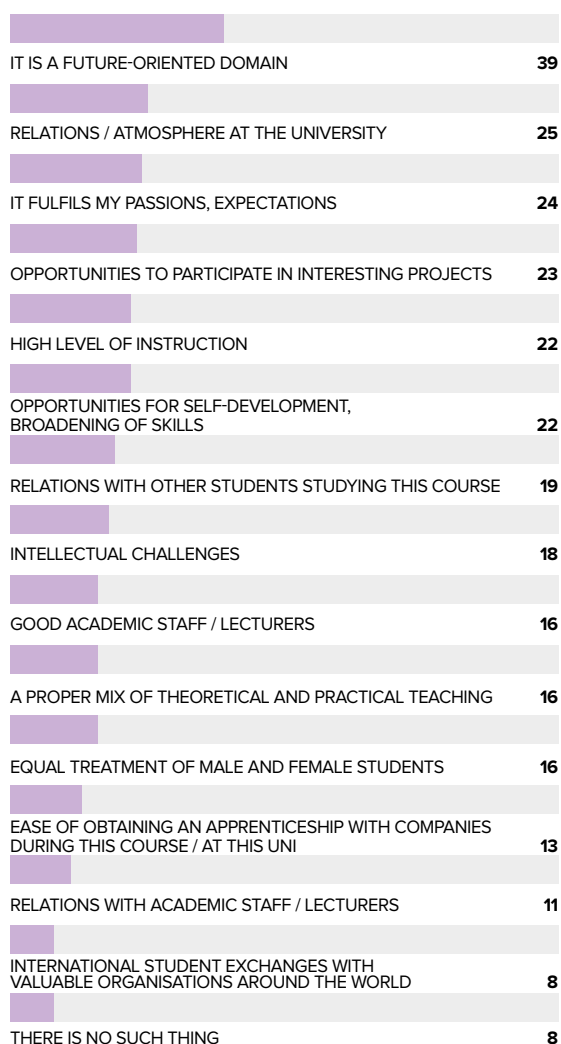 IT IS A FUTURE-ORIENTED DOMAIN 39
RELATIONS / ATMOSPHERE AT THE UNIVERSITY 25
IT FULFILS MY PASSIONS, EXPECTATIONS 24
OPPORTUNITIES TO PARTICIPATE IN INTERESTING PROJECTS 23
HIGH LEVEL OF INSTRUCTION 22
OPPORTUNITIES FOR SELF-DEVELOPMENT,
BROADENING OF SKILLS 22
RELATIONS WITH OTHER STUDENTS STUDYING THIS COURSE 19
INTELLECTUAL CHALLENGES 18
GOOD ACADEMIC STAFF / LECTURERS 16
A PROPER MIX OF THEORETICAL AND PRACTICAL TEACHING 16
EQUAL TREATMENT OF MALE AND FEMALE STUDENTS 16
EASE OF OBTAINING AN APPRENTICESHIP WITH COMPANIES
DURING THIS COURSE / AT THIS UNI 13
RELATIONS WITH ACADEMIC STAFF / LECTURERS 11
INTERNATIONAL STUDENT EXCHANGES WITH
VALUABLE ORGANISATIONS AROUND THE WORLD 8
THERE IS NO SUCH THING 8